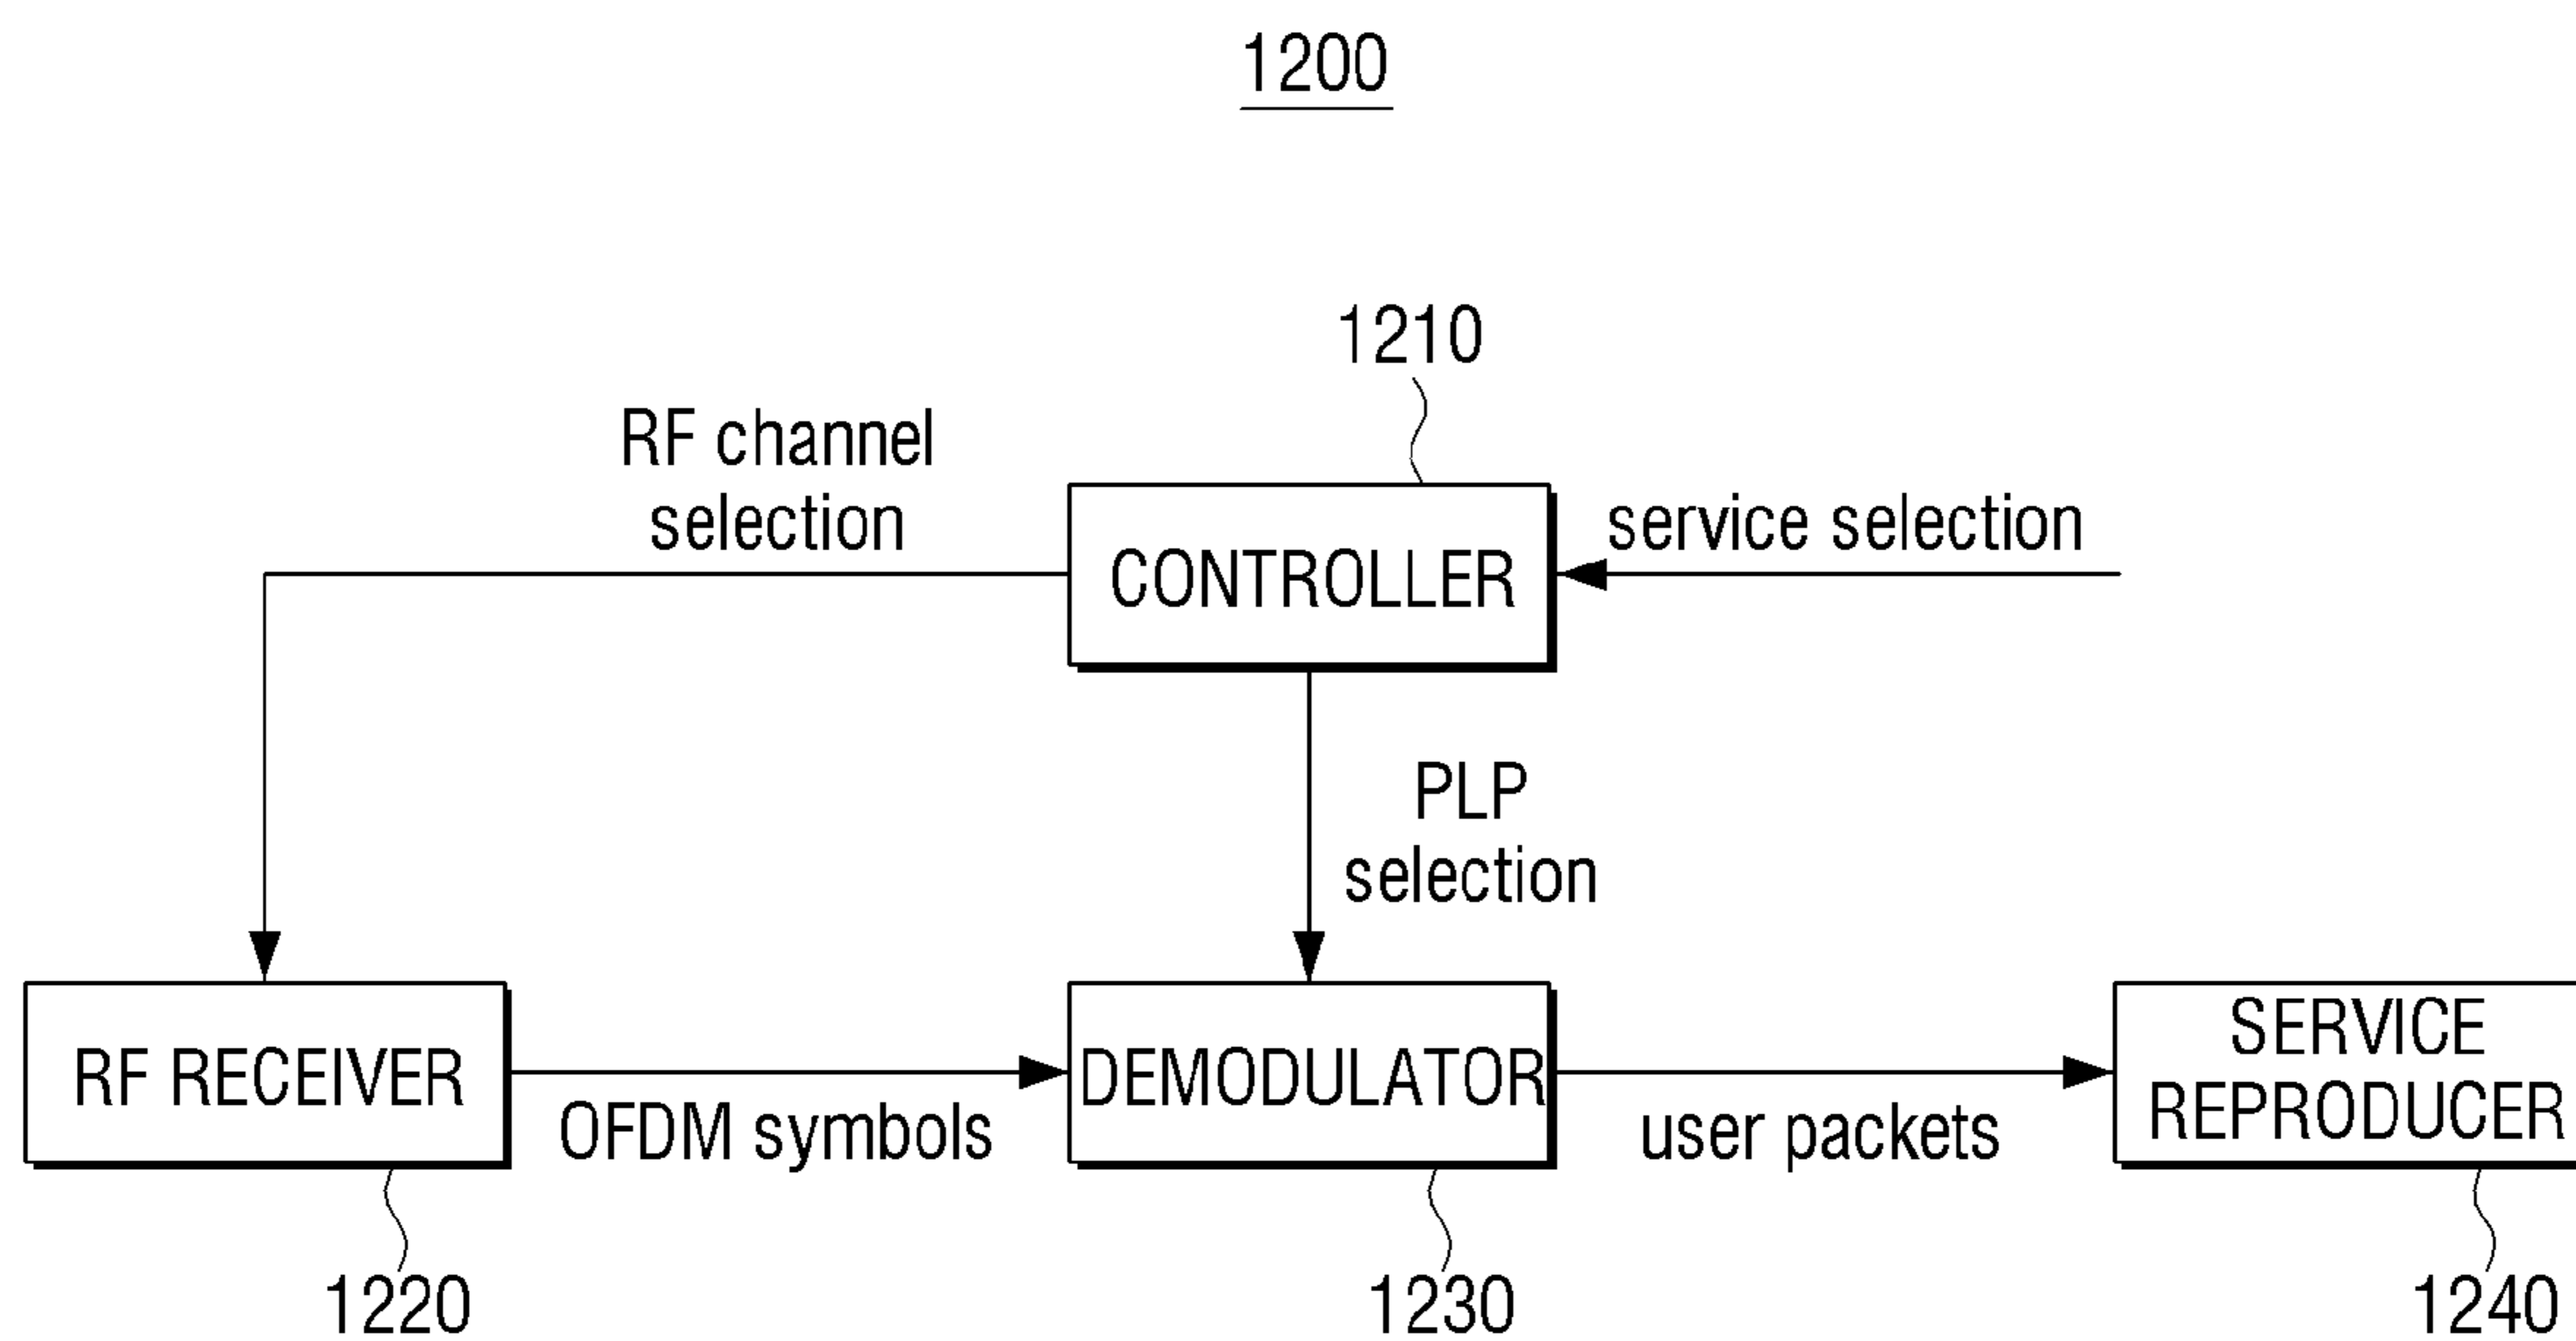 1200
1210
RF channel
selection
CONTROLLER
service selection
PLP
selection
RF RECEIVER
OFDM symbols
DEMODULATOR
user packets
SERVICE
REPRODUCER
1220
1230
1240